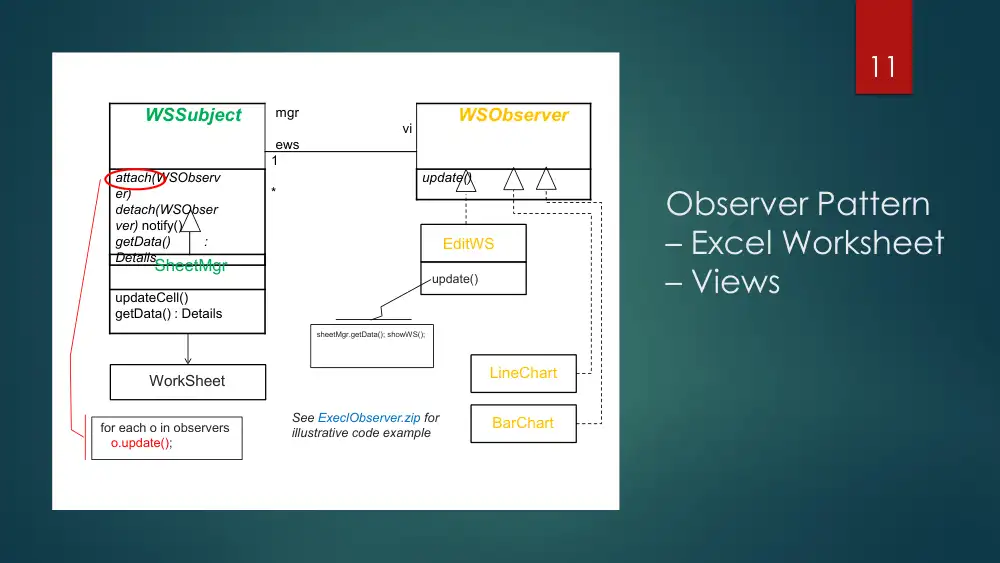 11
WSSubject
mgr
ews
1
*
vi
WSObserver
attach(WSObserv
er)
detach(WSObser
ver) notify()
getData() :
Details
update()
SheetMgr
updateCell()
getData() : Details
EditWS
update()
sheetMgr.getData(); showWS();
WorkSheet
LineChart
BarChart
for each o in observers
o.update();
See ExeclObserver.zip for
illustrative code example
Observer Pattern
– Excel Worksheet
– Views